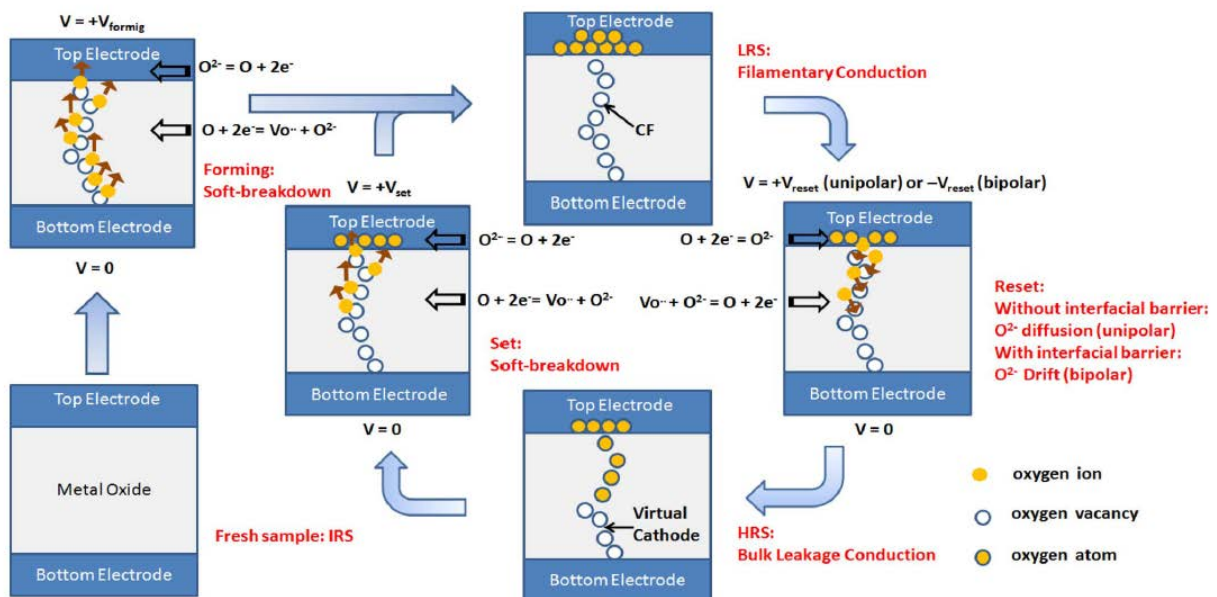 V = +Vformig
Top Electrode
O²⁻ = O + 2e⁻
O + 2e⁻= Vo·· + O²⁻
Forming:
Soft-breakdown
Bottom Electrode
V = 0
Top Electrode
Metal Oxide
Bottom Electrode
Fresh sample: IRS
V = +Vset
Top Electrode
O²⁻ = O + 2e⁻
O + 2e⁻= Vo·· + O²⁻
Set:
Soft-breakdown
Bottom Electrode
V = 0
Top Electrode
CF
Bottom Electrode
LRS:
Filamentary Conduction
V = +Vreset (unipolar) or –Vreset (bipolar)
Top Electrode
O + 2e⁻ = O²⁻
Vo·· + O²⁻ = O + 2e⁻
Bottom Electrode
V = 0
Reset:
Without interfacial barrier:
O²⁻ diffusion (unipolar)
With interfacial barrier:
O²⁻ Drift (bipolar)
Top Electrode
Virtual
Cathode
Bottom Electrode
HRS:
Bulk Leakage Conduction
oxygen ion
oxygen vacancy
oxygen atom